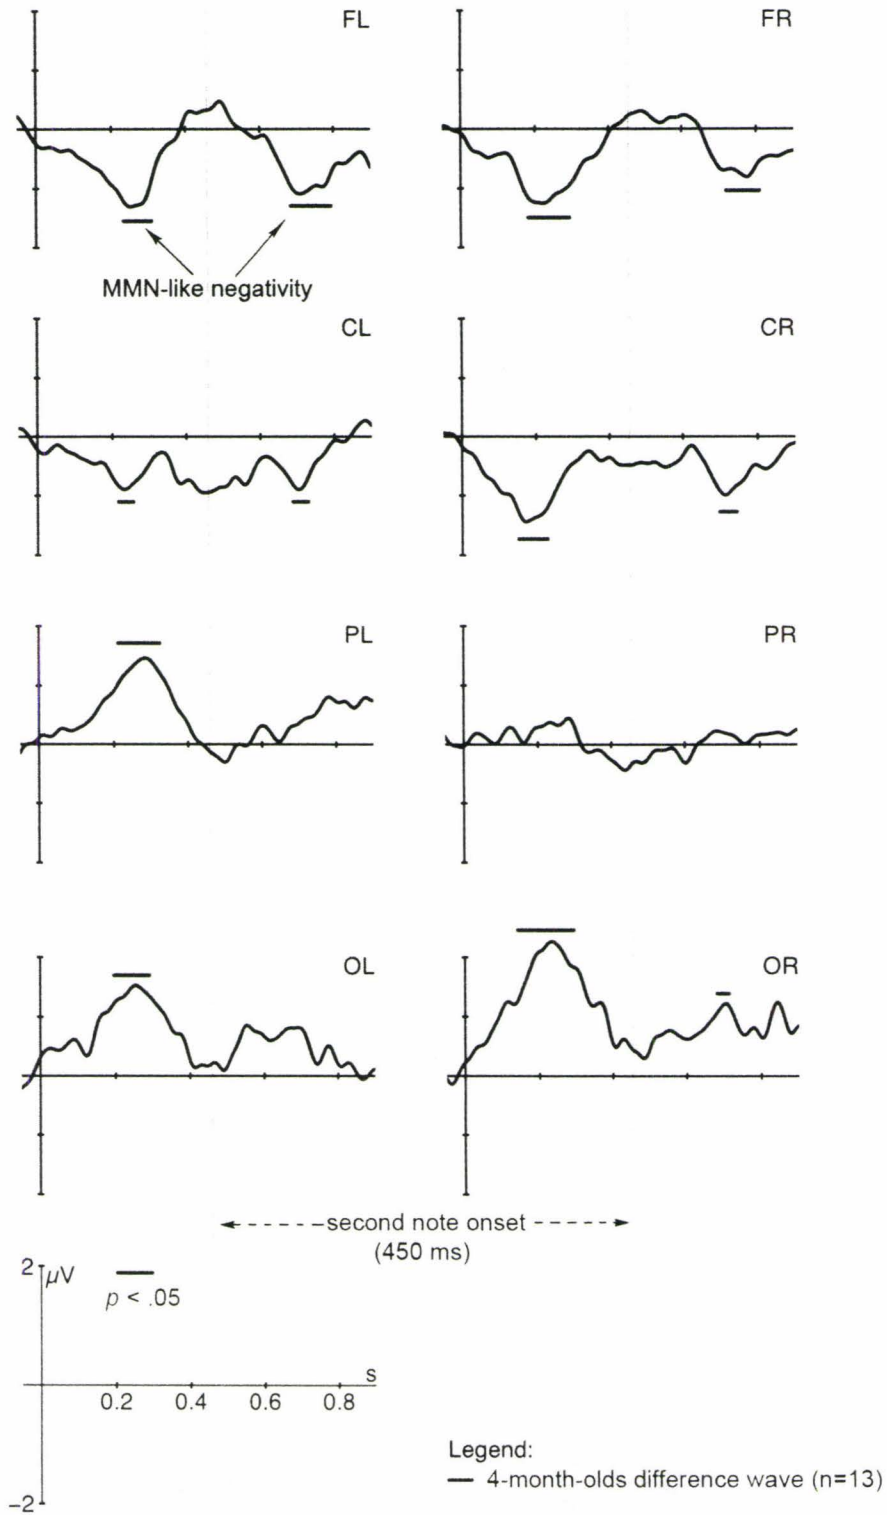 FL
FR
MMN-like negativity
CL
CR
PL
PR
OL
OR
second note onset
(450 ms)
2 µV
p < .05
s
0.2 0.4 0.6 0.8
-2
Legend:
4-month-olds difference wave (n=13)